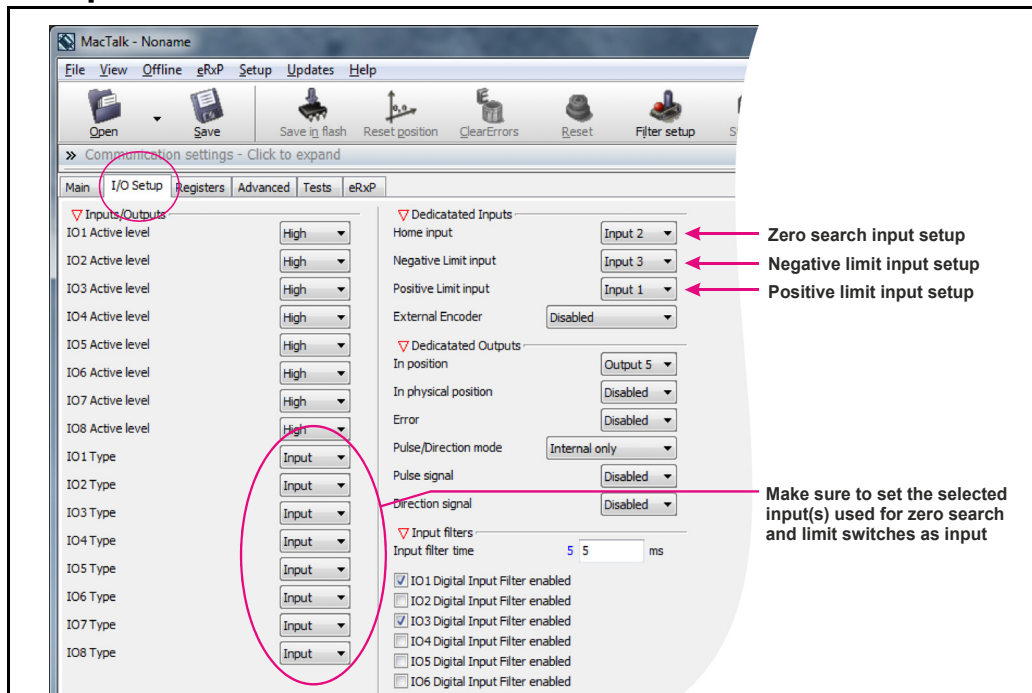 MacTalk - Noname
File View Offline eRxP Setup Updates Help
Open Save Save in flash Reset position ClearErrors Reset Filter setup
» Communication settings - Click to expand
Main I/O Setup Registers Advanced Tests eRxP
Inputs/Outputs
IO1 Active level High
IO2 Active level High
IO3 Active level High
IO4 Active level High
IO5 Active level High
IO6 Active level High
IO7 Active level High
IO8 Active level High
IO1 Type Input
IO2 Type Input
IO3 Type Input
IO4 Type Input
IO5 Type Input
IO6 Type Input
IO7 Type Input
IO8 Type Input
Dedicatated Inputs
Home input Input 2
Negative Limit input Input 3
Positive Limit input Input 1
External Encoder Disabled
Dedicatated Outputs
In position Output 5
In physical position Disabled
Error Disabled
Pulse/Direction mode Internal only
Pulse signal Disabled
Direction signal Disabled
Input filters
Input filter time 5 5 ms
IO1 Digital Input Filter enabled
IO2 Digital Input Filter enabled
IO3 Digital Input Filter enabled
IO4 Digital Input Filter enabled
IO5 Digital Input Filter enabled
IO6 Digital Input Filter enabled
Zero search input setup
Negative limit input setup
Positive limit input setup
Make sure to set the selected
input(s) used for zero search
and limit switches as input